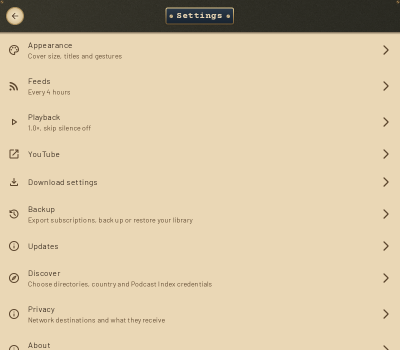 Settings
Appearance
Cover size, titles and gestures
Feeds
Every 4 hours
Playback
1.0×, skip silence off
YouTube
Download settings
Backup
Export subscriptions, back up or restore your library
Updates
Discover
Choose directories, country and Podcast Index credentials
Privacy
Network destinations and what they receive
About